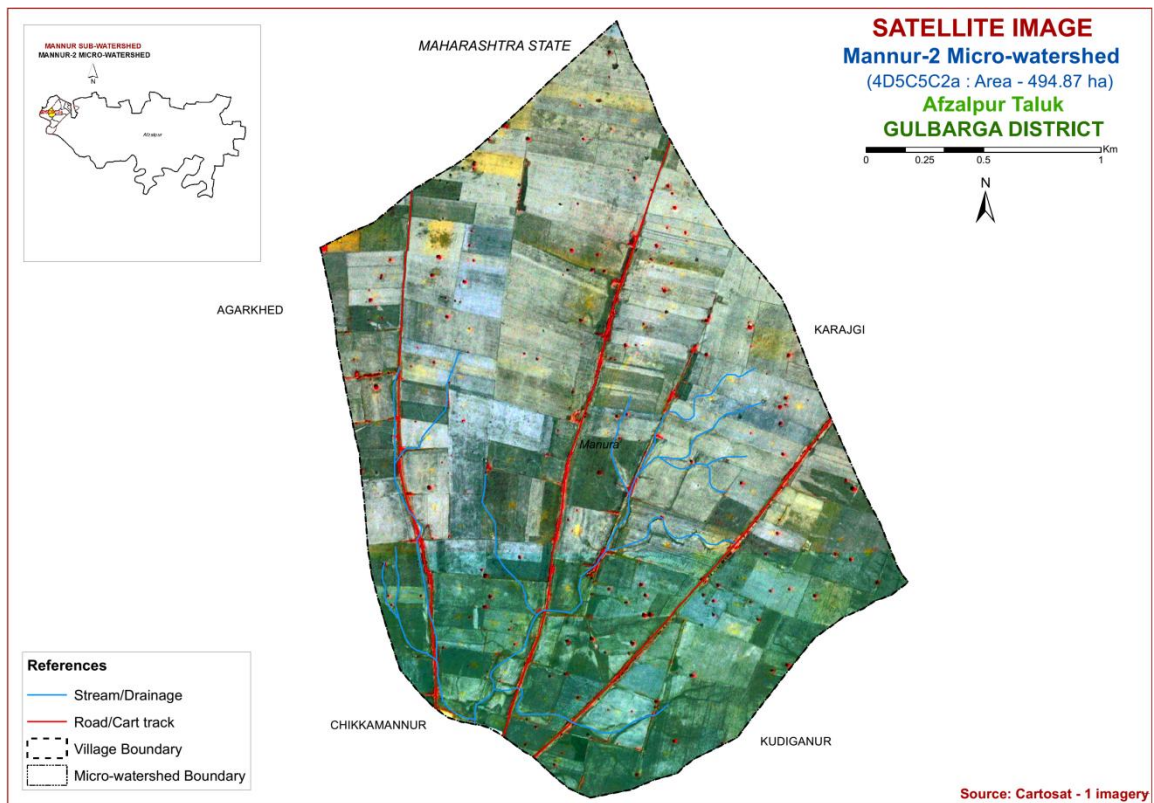 SATELLITE IMAGE
Mannur-2 Micro-watershed
(4D5C5C2a : Area - 494.87 ha)
Afzalpur Taluk
GULBARGA DISTRICT
Km
0 0.25 0.5 1
N
MANNUR SUB-WATERSHED
MANNUR-2 MICRO-WATERSHED
N
Afzalpur
MAHARASHTRA STATE
AGARKHED
KARAJGI
Manura
CHIKKAMANNUR
KUDIGANUR
References
Stream/Drainage
Road/Cart track
Village Boundary
Micro-watershed Boundary
Source: Cartosat - 1 imagery